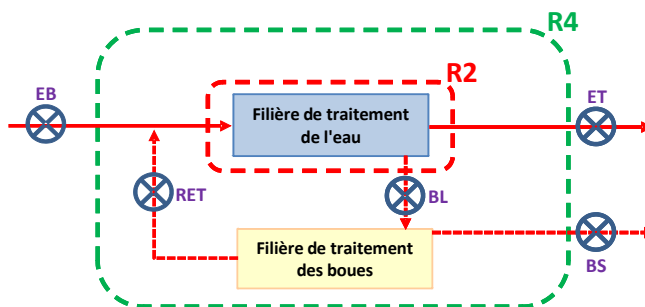 R4
R2
EB
ET
Filière de traitement
de l'eau
RET
BL
Filière de traitement
des boues
BS